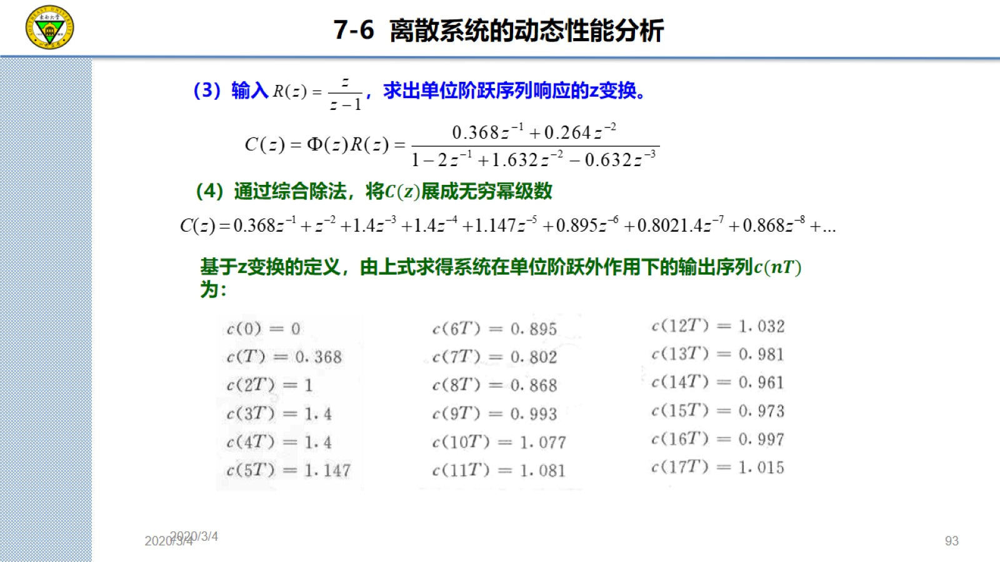 7-6 离散系统的动态性能分析
（3）输入 R(z) = z/(z−1)，求出单位阶跃序列响应的z变换。
C(z) = Φ(z)R(z) = (0.368z⁻¹ + 0.264z⁻²)/(1 − 2z⁻¹ + 1.632z⁻² − 0.632z⁻³)
（4）通过综合除法，将C(z)展成无穷幂级数
C(z) = 0.368z⁻¹ + z⁻² + 1.4z⁻³ + 1.4z⁻⁴ + 1.147z⁻⁵ + 0.895z⁻⁶ + 0.8021.4z⁻⁷ + 0.868z⁻⁸ + ...
基于z变换的定义，由上式求得系统在单位阶跃外作用下的输出序列c(nT)
为：
c(0) = 0
c(T) = 0.368
c(2T) = 1
c(3T) = 1.4
c(4T) = 1.4
c(5T) = 1.147
c(6T) = 0.895
c(7T) = 0.802
c(8T) = 0.868
c(9T) = 0.993
c(10T) = 1.077
c(11T) = 1.081
c(12T) = 1.032
c(13T) = 0.981
c(14T) = 0.961
c(15T) = 0.973
c(16T) = 0.997
c(17T) = 1.015
2020/3/4
2020/3/4
93